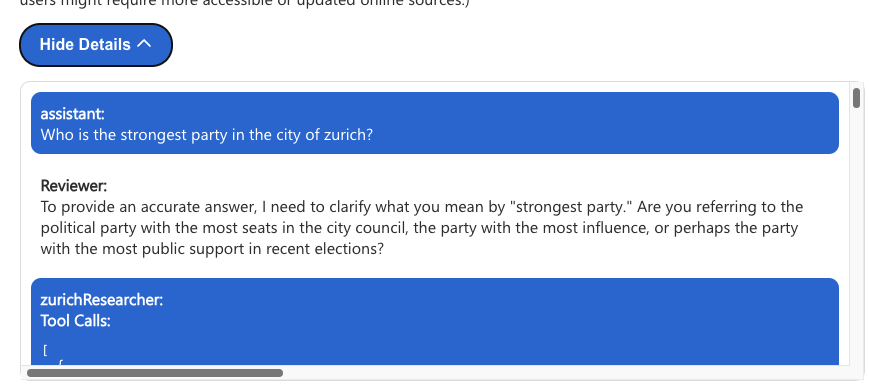 users might require more accessible or updated online sources.)
Hide Details
assistant:
Who is the strongest party in the city of zurich?
Reviewer:
To provide an accurate answer, I need to clarify what you mean by "strongest party." Are you referring to the
political party with the most seats in the city council, the party with the most influence, or perhaps the party
with the most public support in recent elections?
zurichResearcher:
Tool Calls:
[
{